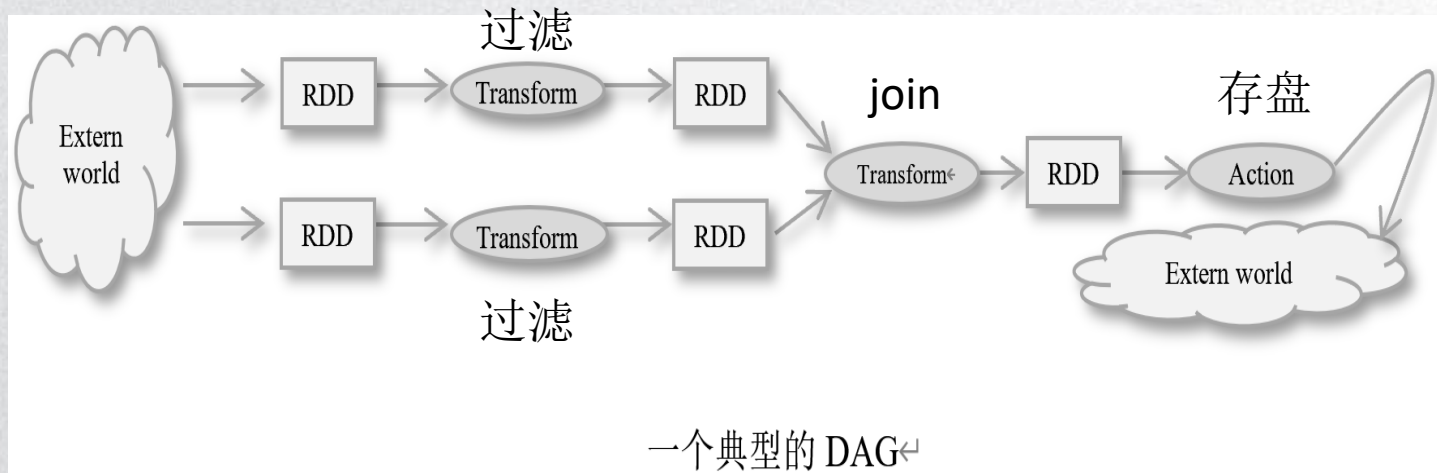 过滤
Extern
world
RDD
Transform
RDD
join
存盘
Transform↵
RDD
Action
RDD
Transform
RDD
Extern world
过滤
一个典型的 DAG↵